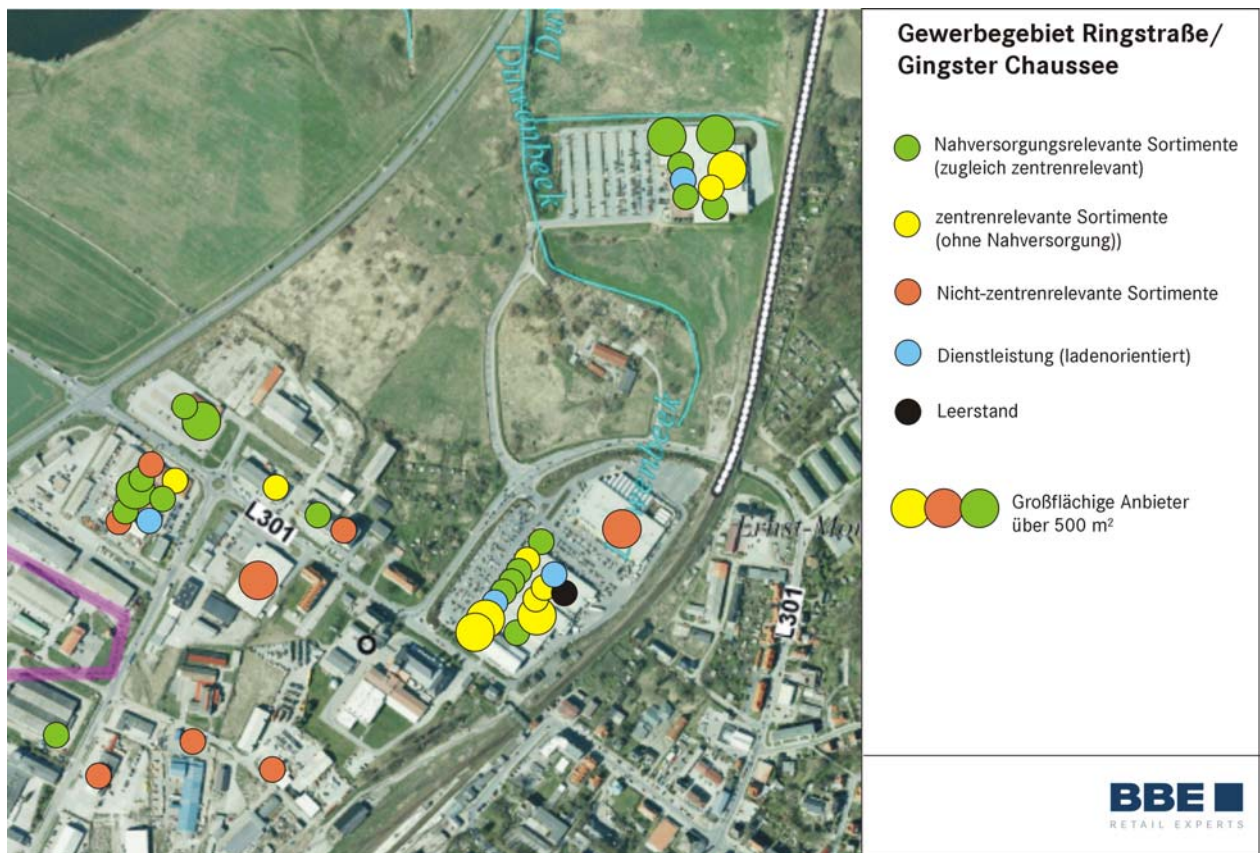 Gewerbegebiet Ringstraße/
Gingster Chaussee
Nahversorgungsrelevante Sortimente
(zugleich zentrenrelevant)
zentrenrelevante Sortimente
(ohne Nahversorgung))
Nicht-zentrenrelevante Sortimente
Dienstleistung (ladenorientiert)
Leerstand
Großflächige Anbieter
über 500 m²
BBE
RETAIL EXPERTS
Duwenbeek
L301
L301